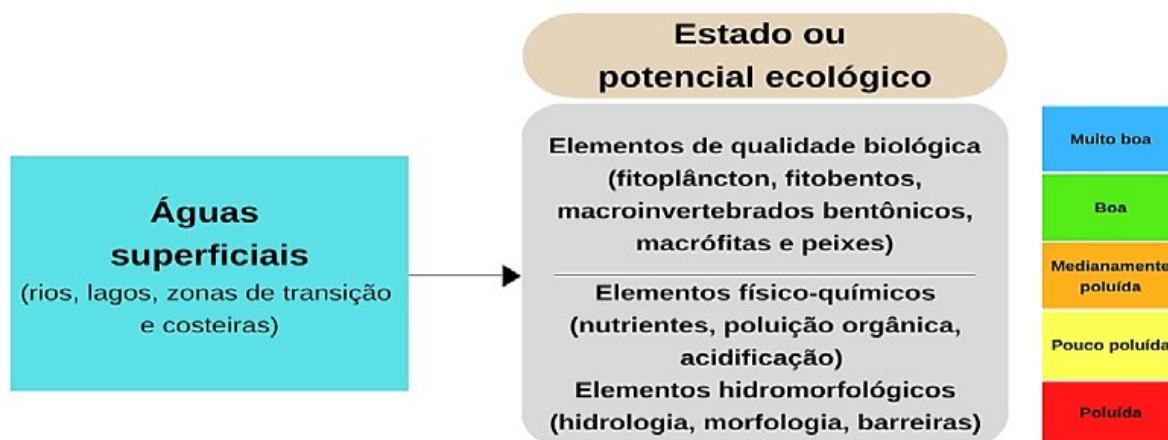 Estado ou
potencial ecológico
Águas
superficiais
(rios, lagos, zonas de transição
e costeiras)
Elementos de qualidade biológica
(fitoplâncton, fitobentos,
macroinvertebrados bentônicos,
macrófitas e peixes)
Elementos físico-químicos
(nutrientes, poluição orgânica,
acidificação)
Elementos hidromorfológicos
(hidrologia, morfologia, barreiras)
Muito boa
Boa
Medianamente
poluída
Pouco poluída
Poluída